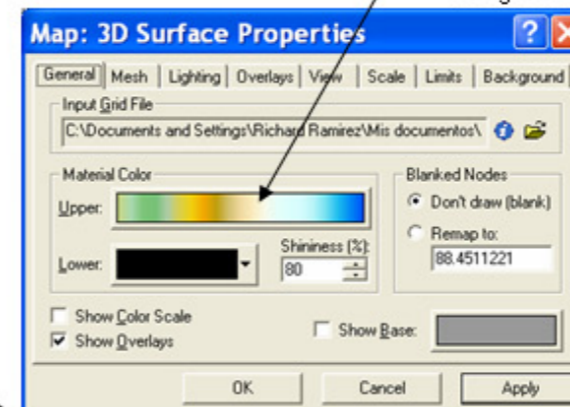 Map: 3D Surface Properties
General Mesh Lighting Overlays View Scale Limits Background
Input Grid File
C:\Documents and Settings\Richard Ramirez\Mis documentos\
Material Color
Blanked Nodes
Upper:
Don't draw (blank)
Remap to:
88.4511221
Lower:
Shininess (%):
80
Show Color Scale
Show Overlays
Show Base:
OK Cancel Apply